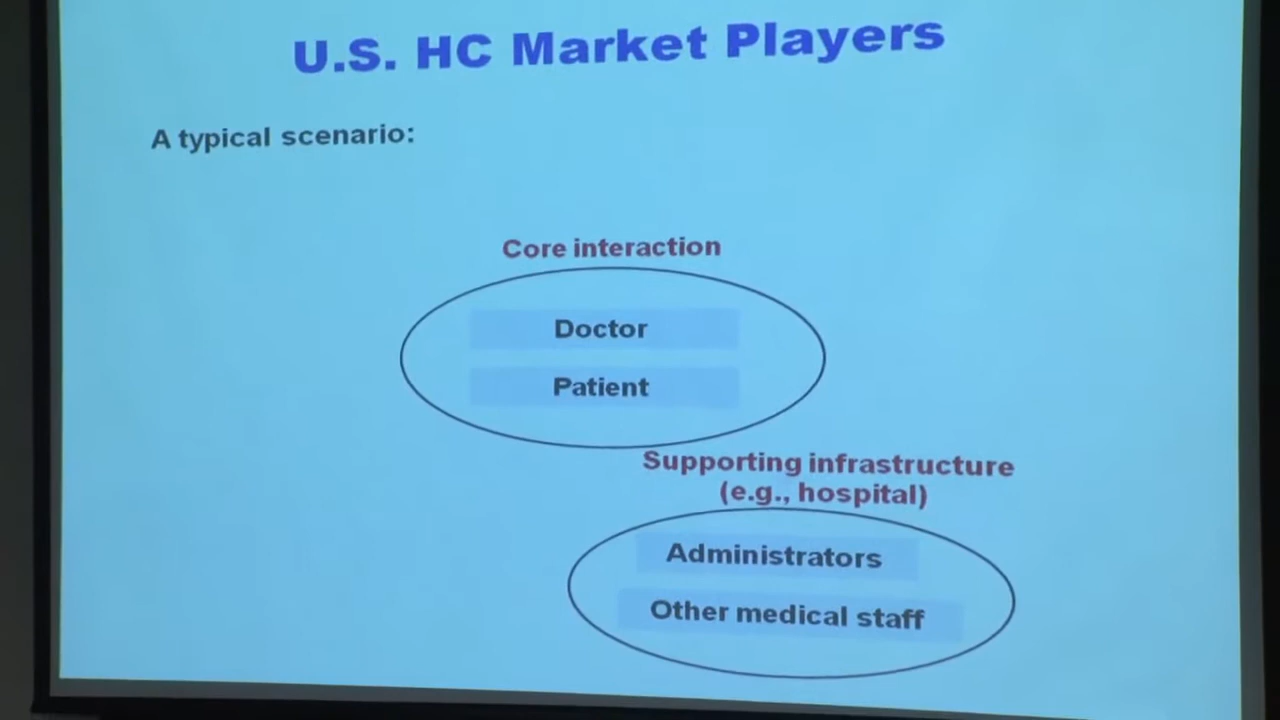 U.S. HC Market Players
A typical scenario:
Core interaction
Doctor
Patient
Supporting infrastructure
(e.g., hospital)
Administrators
Other medical staff